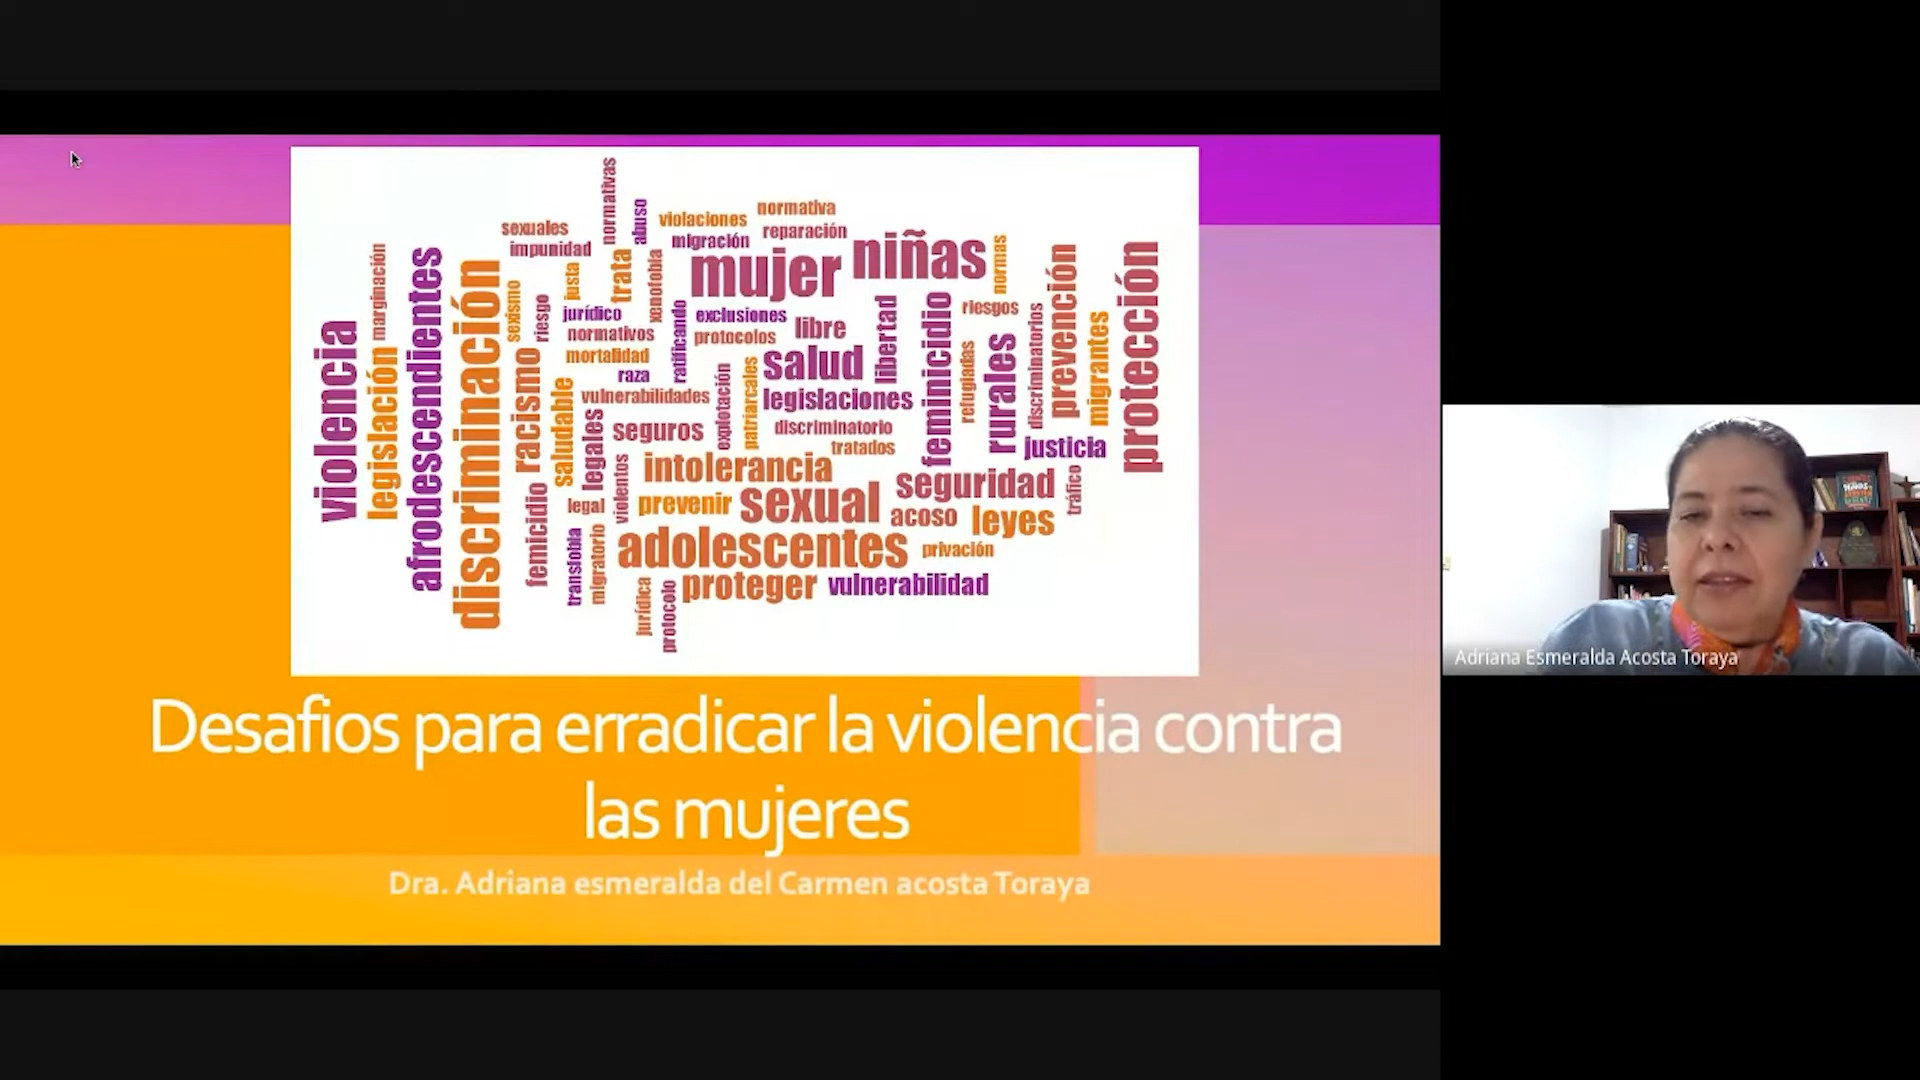 normativas
abuso
violaciones
normativa
sexuales
impunidad
migración
reparación
mujer
niñas
normas
marginación
afrodescendientes
discriminación
sexismo
justa
trata
xenofobia
riesgo
jurídico
ratificando
exclusiones
libre
libertad
feminicidio
riesgos
discriminatorios
prevención
migrantes
protección
violencia
legislación
racismo
normativos
protocolos
mortalidad
raza
salud
refugiadas
rurales
saludable
vulnerabilidades
explotación
patriarcales
legislaciones
legales
seguros
discriminatorio
tratados
justicia
intolerancia
violentos
seguridad
tráfico
femicidio
legal
prevenir
sexual
acoso
leyes
transfobia
migratorio
adolescentes
privación
jurídica
protocolo
proteger
vulnerabilidad
Desafios para erradicar la violencia contra
las mujeres
Dra. Adriana esmeralda del Carmen acosta Toraya
Adriana Esmeralda Acosta Toraya